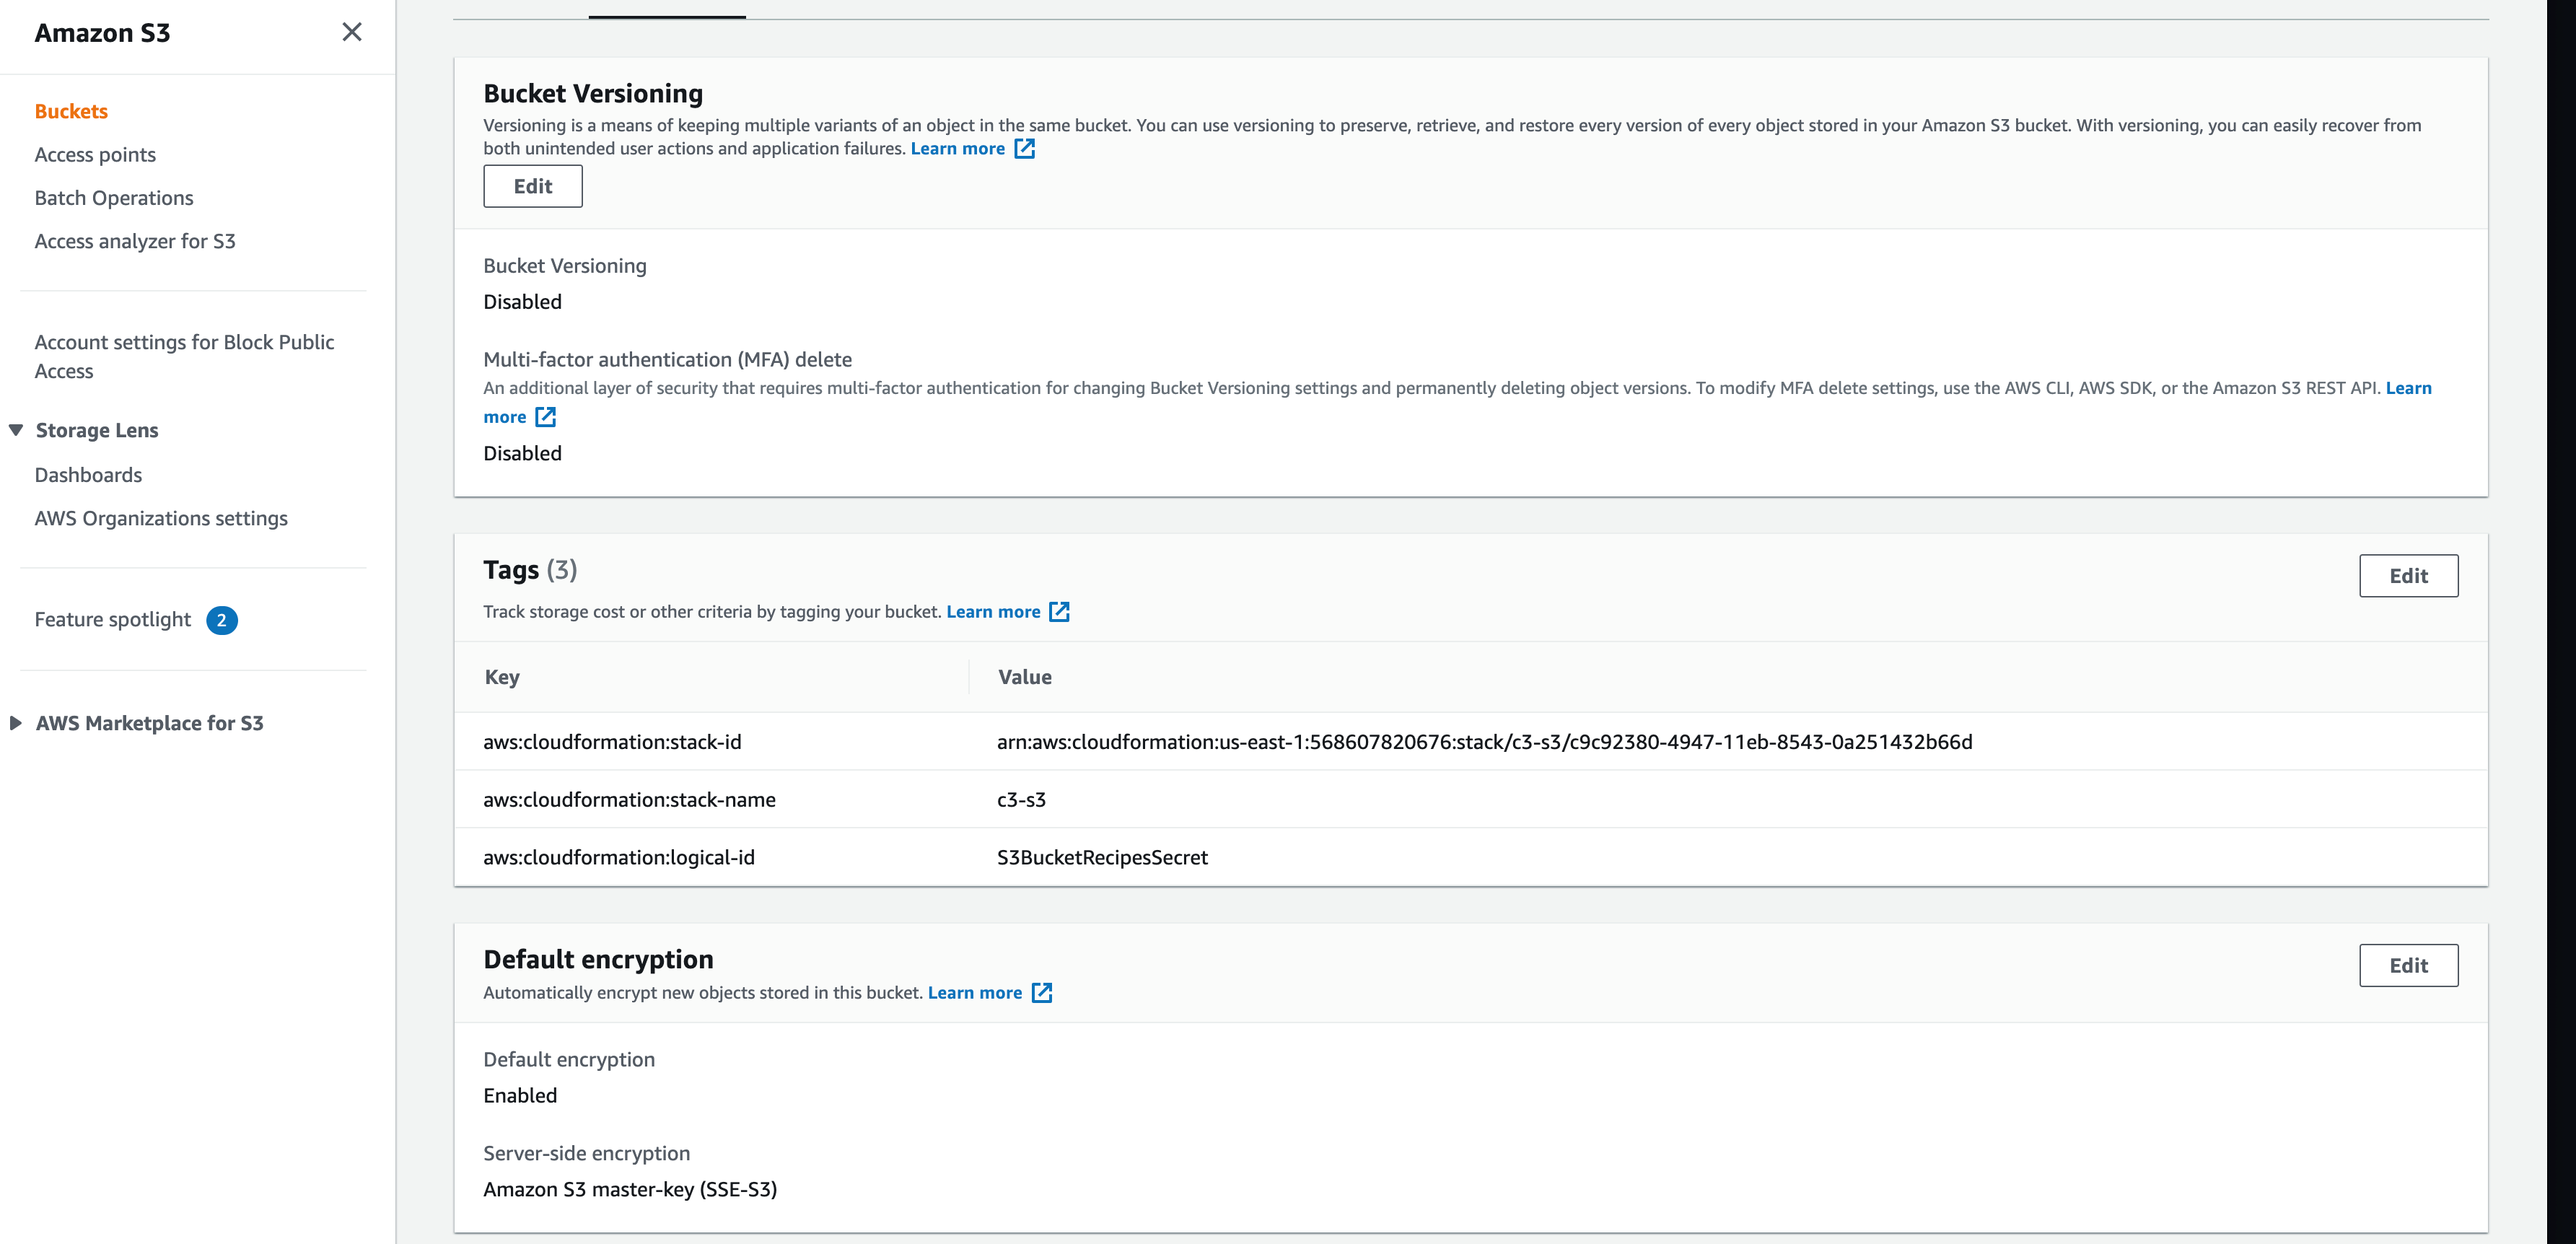 Amazon S3
Buckets
Access points
Batch Operations
Access analyzer for S3
Account settings for Block Public
Access
Storage Lens
Dashboards
AWS Organizations settings
Feature spotlight 2
AWS Marketplace for S3
Bucket Versioning
Versioning is a means of keeping multiple variants of an object in the same bucket. You can use versioning to preserve, retrieve, and restore every version of every object stored in your Amazon S3 bucket. With versioning, you can easily recover from
both unintended user actions and application failures. Learn more
Edit
Bucket Versioning
Disabled
Multi-factor authentication (MFA) delete
An additional layer of security that requires multi-factor authentication for changing Bucket Versioning settings and permanently deleting object versions. To modify MFA delete settings, use the AWS CLI, AWS SDK, or the Amazon S3 REST API. Learn
more
Disabled
Tags (3)
Edit
Track storage cost or other criteria by tagging your bucket. Learn more
Key Value
aws:cloudformation:stack-id arn:aws:cloudformation:us-east-1:568607820676:stack/c3-s3/c9c92380-4947-11eb-8543-0a251432b66d
aws:cloudformation:stack-name c3-s3
aws:cloudformation:logical-id S3BucketRecipesSecret
Default encryption
Edit
Automatically encrypt new objects stored in this bucket. Learn more
Default encryption
Enabled
Server-side encryption
Amazon S3 master-key (SSE-S3)